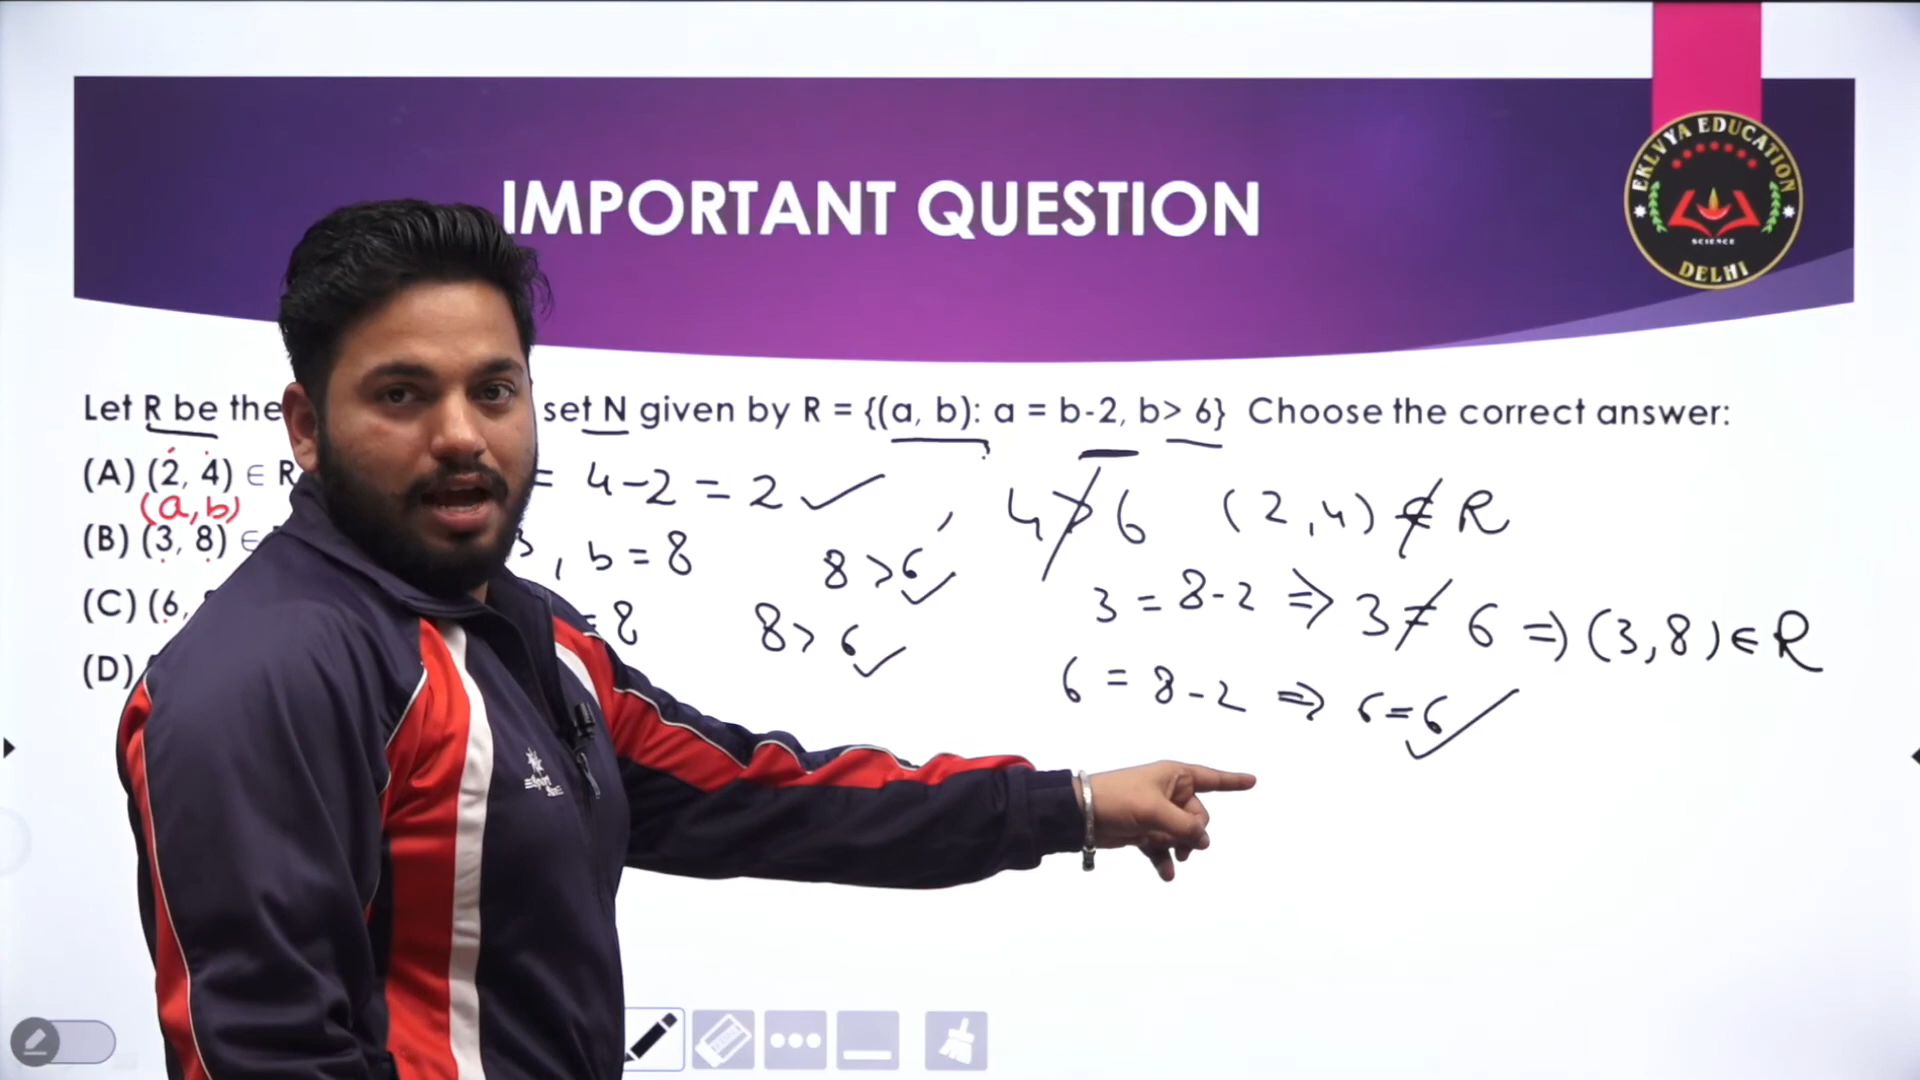 EKLVYA EDUCATION
SCIENCE
DELHI
IMPORTANT QUESTION
Let R be the set N given by R = {(a, b): a = b-2, b> 6} Choose the correct answer:
(A) (2, 4) ∈ R = 4-2 = 2 ✓ , 4 ≯ 6 (2,4) ∉ R
(a,b)
(B) (3, 8) ∈ , b = 8 8 > 6 ✓ 3 = 8-2 ⇒ 3 ≠ 6 ⇒ (3,8) ∈ R
(C) (6, = 8 8 > 6 ✓ 6 = 8-2 ⇒ 6 = 6 ✓
(D)